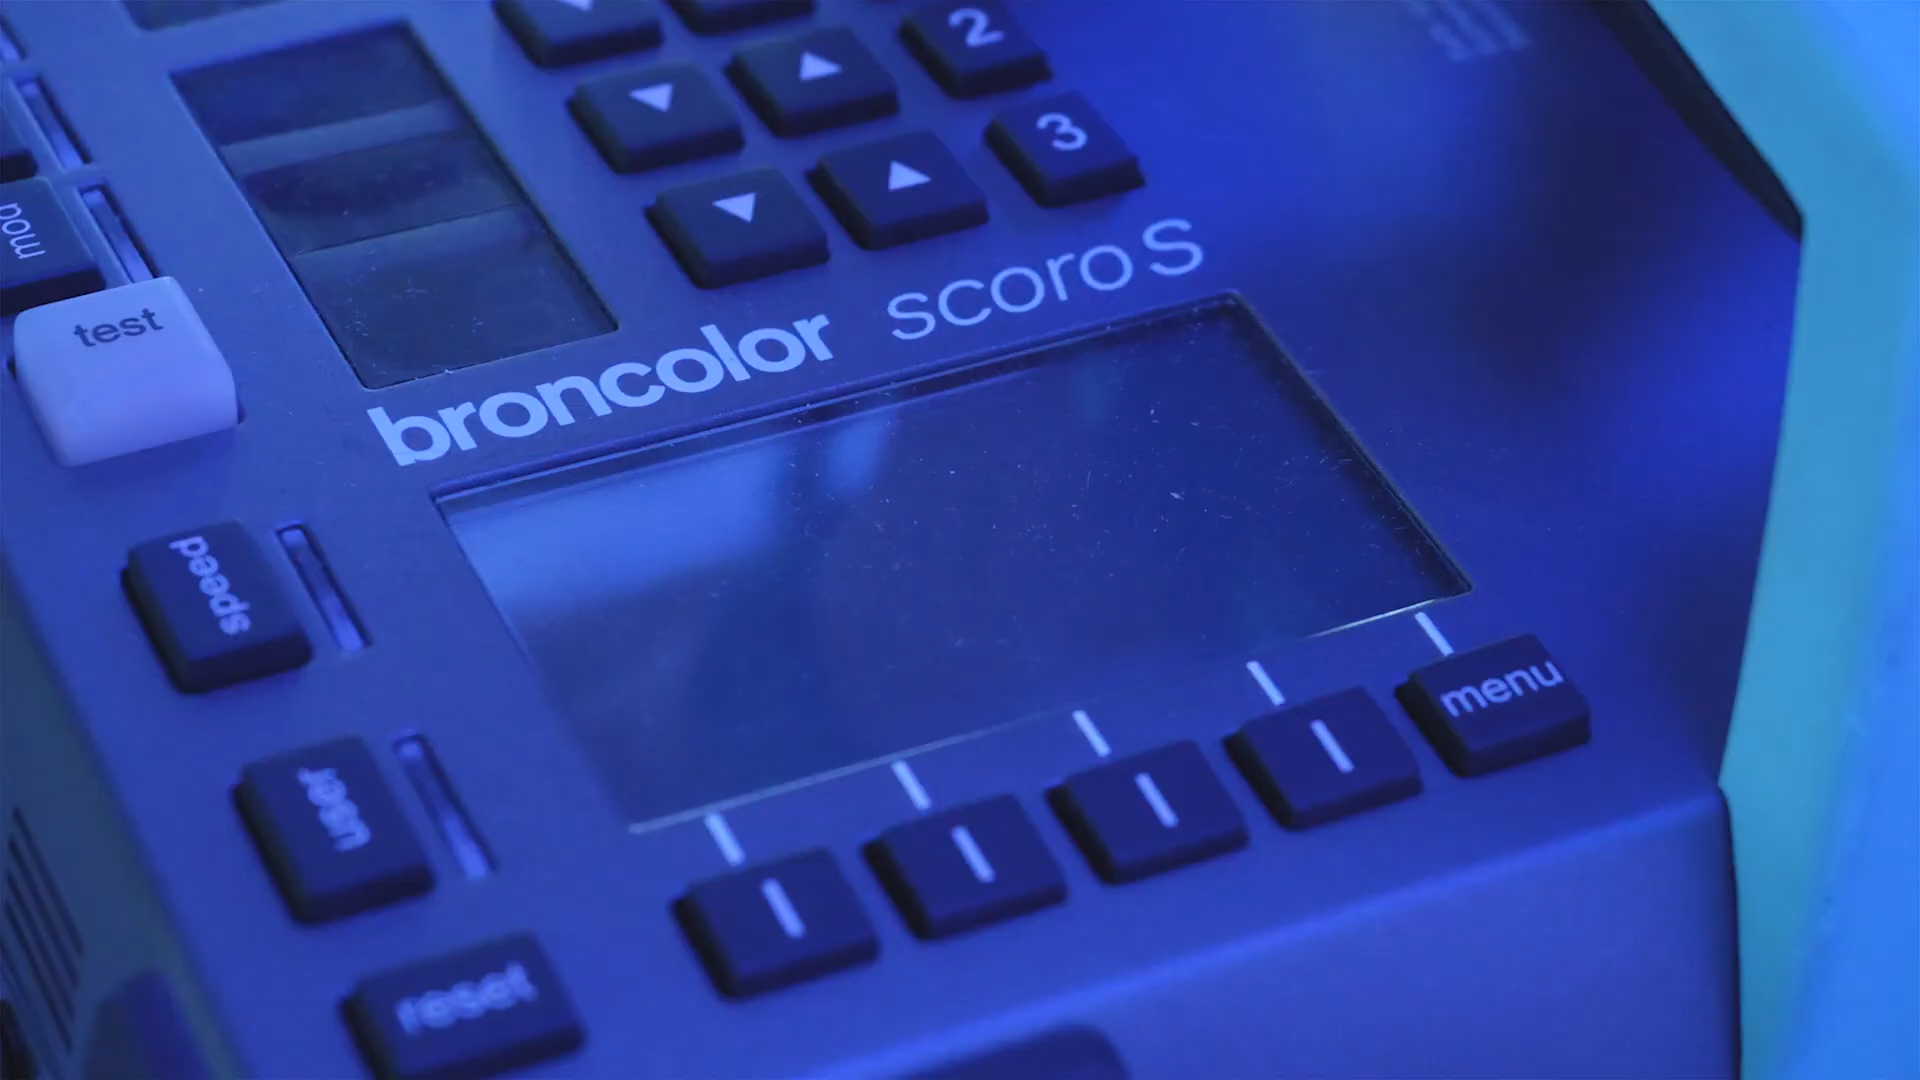 2
3
mod
test
broncolor scoro S
speed
menu
user
reset